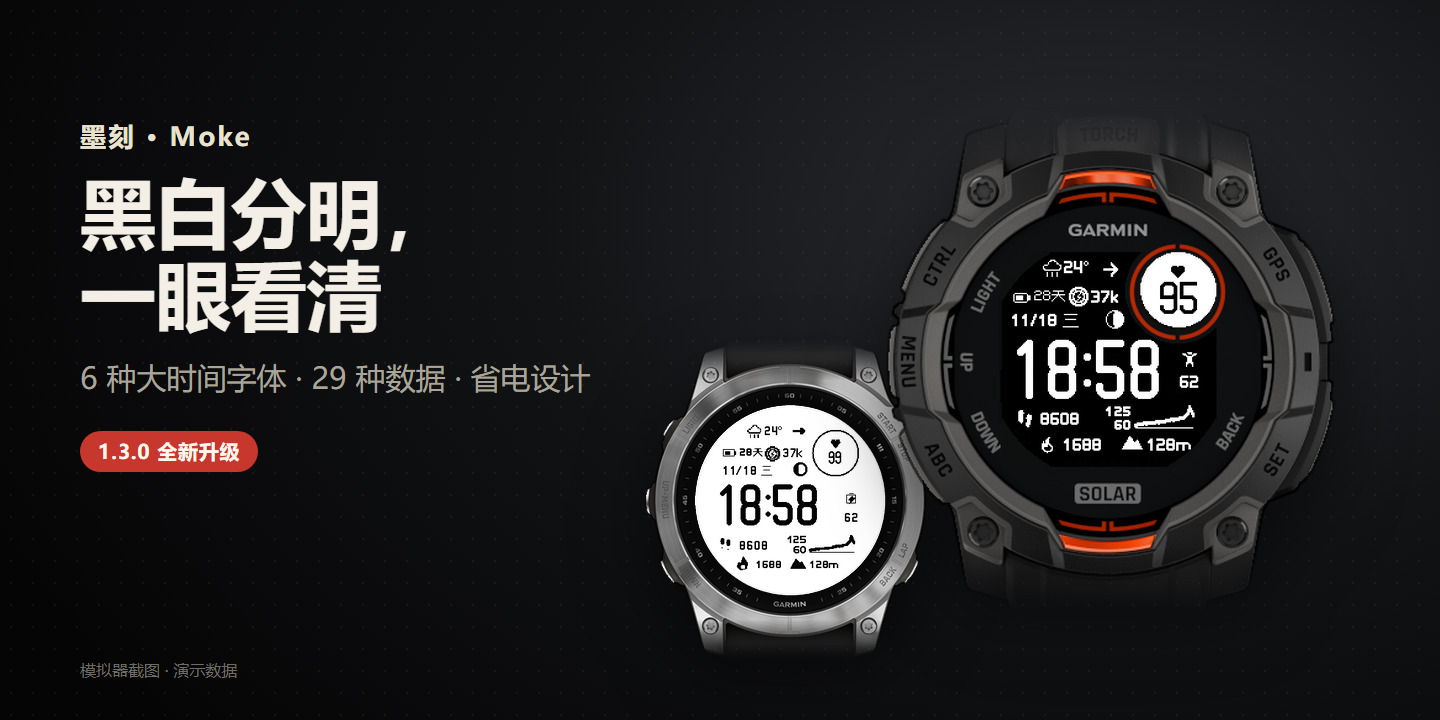 墨刻 · Moke
黑白分明，
一眼看清
6 种大时间字体 · 29 种数据 · 省电设计
1.3.0 全新升级
模拟器截图 · 演示数据
TORCH
GARMIN
CTRL
LIGHT
GPS
MENU
UP
DOWN
BACK
ABC
SET
24°
95
28天
37k
11/18 三
18:58
62
8608
125
60
1688
128m
SOLAR
START
STOP
24°
28天
37k
99
11/18 三
18:58
62
8608
125
60
1688
128m
UP·MENU
BACK
LAP
GARMIN